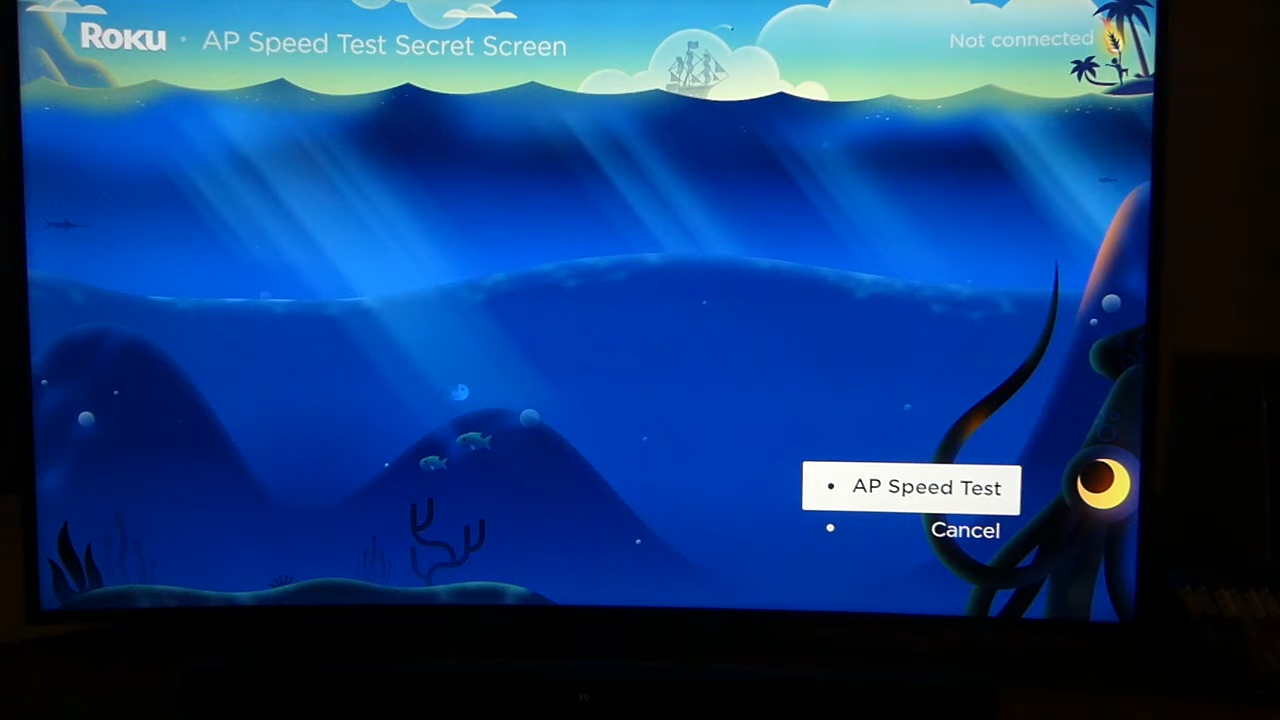 Roku · AP Speed Test Secret Screen
Not connected
• AP Speed Test
• Cancel